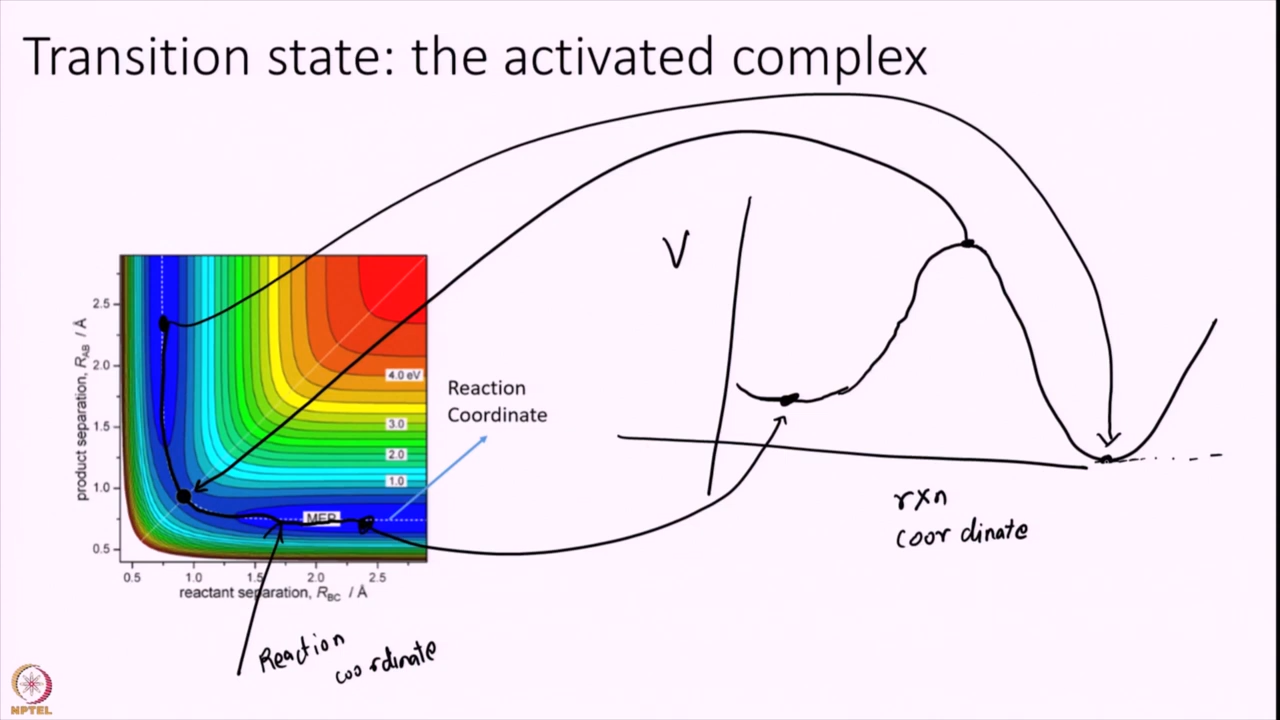 Transition state: the activated complex
V
product separation, R_AB / Å
2.5
2.0
1.5
1.0
0.5
4.0 eV
3.0
2.0
1.0
MEP
0.5
1.0
1.5
2.0
2.5
reactant separation, R_BC / Å
Reaction
Coordinate
rxn
coordinate
Reaction
coordinate
NPTEL